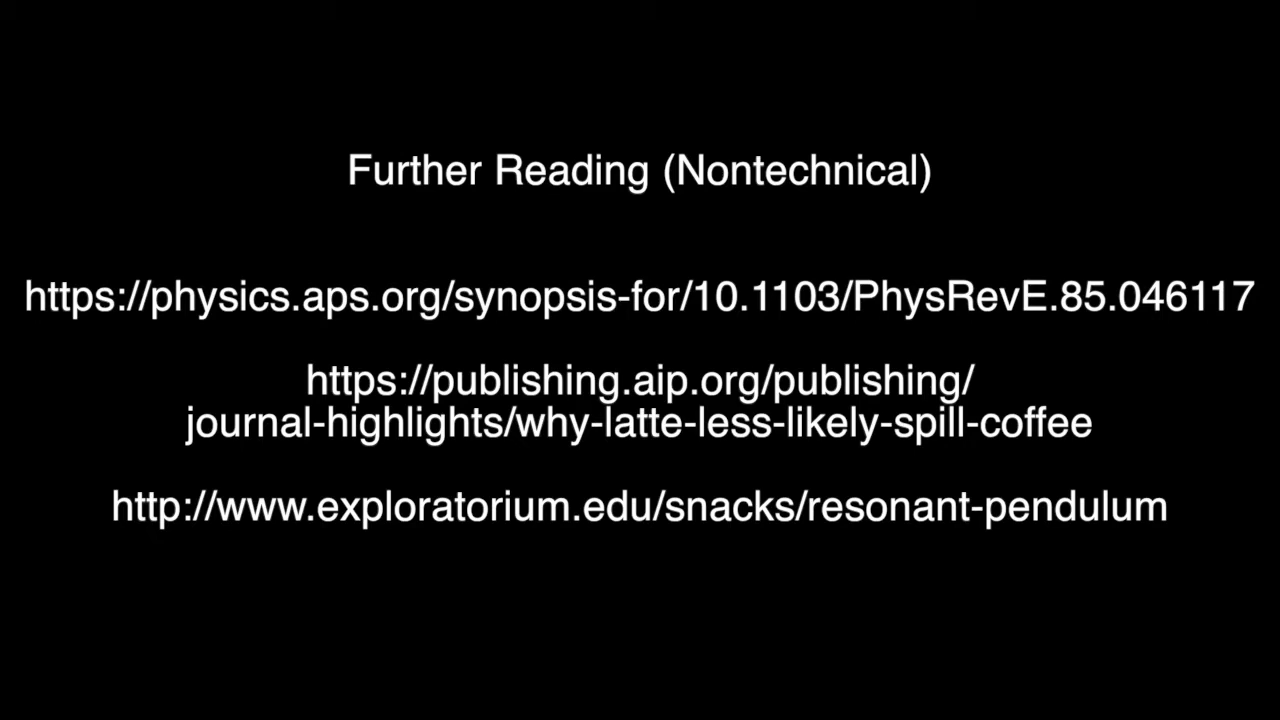 Further Reading (Nontechnical)
https://physics.aps.org/synopsis-for/10.1103/PhysRevE.85.046117
https://publishing.aip.org/publishing/
journal-highlights/why-latte-less-likely-spill-coffee
http://www.exploratorium.edu/snacks/resonant-pendulum